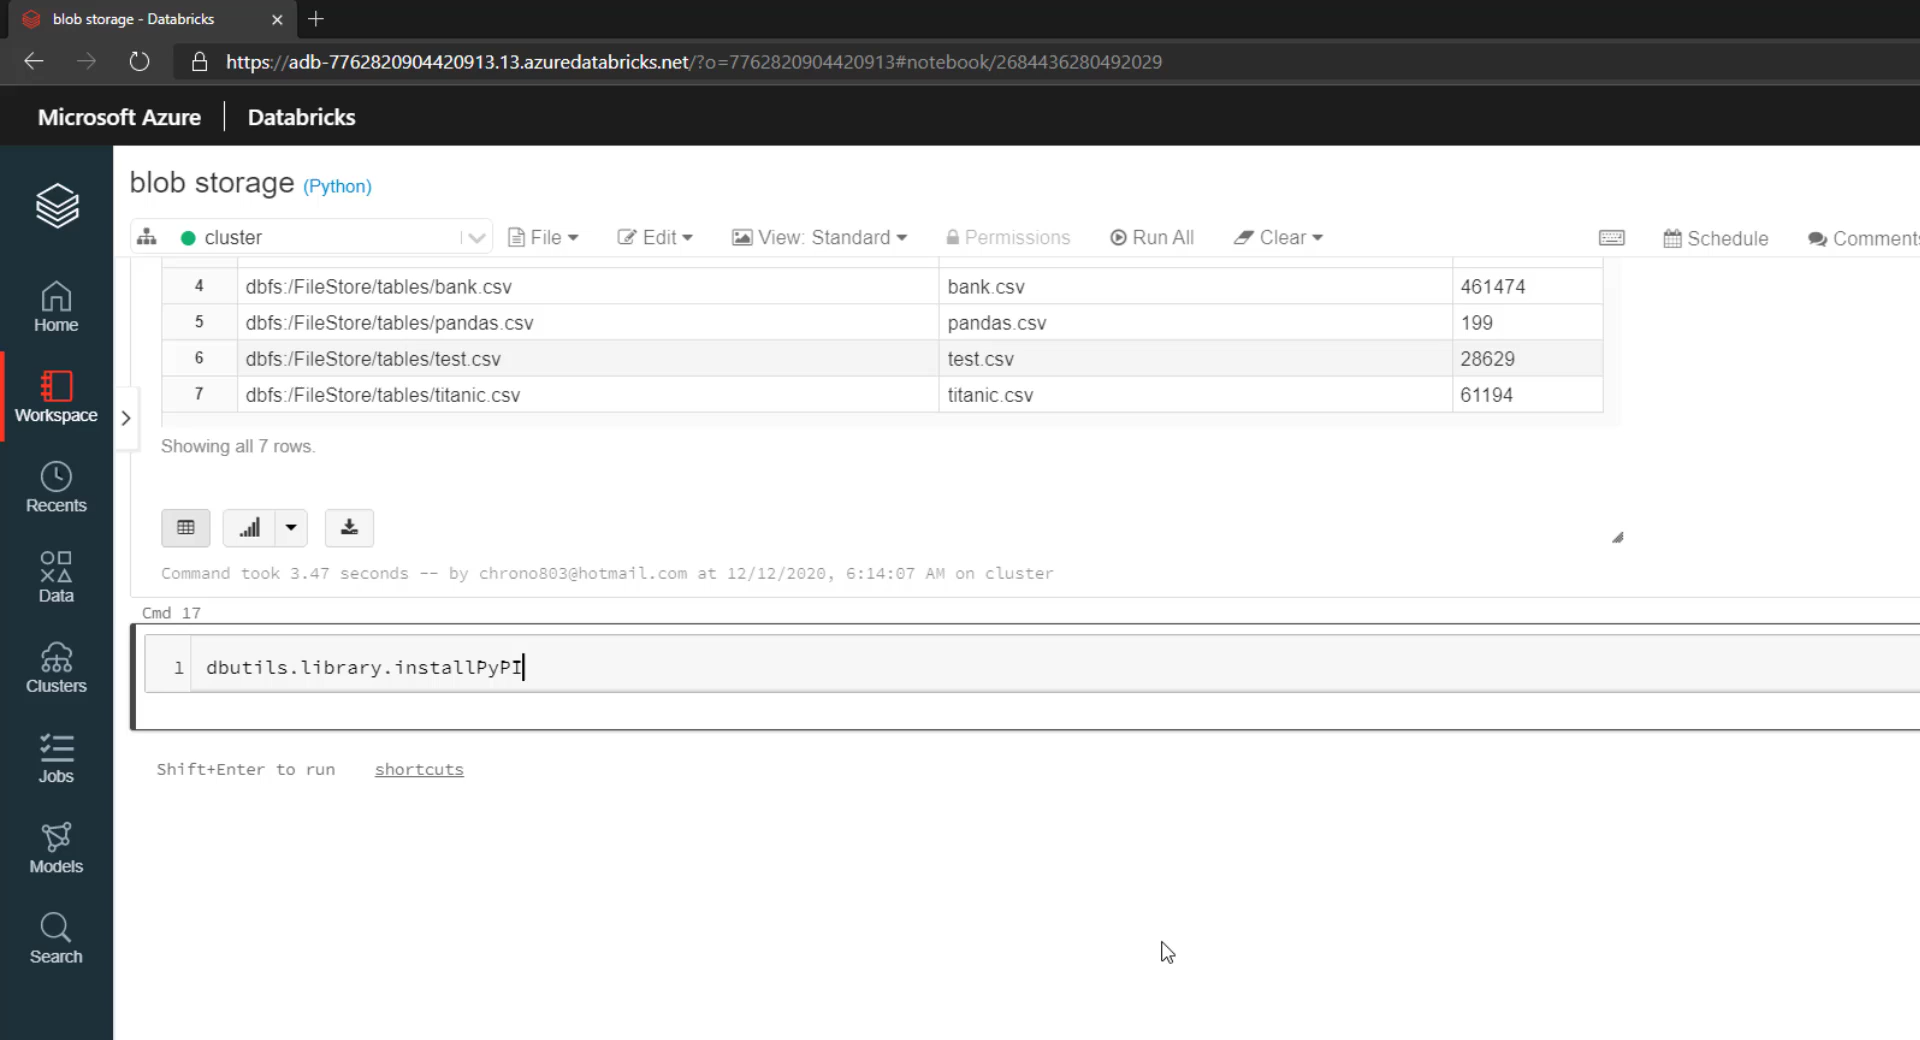 blob storage - Databricks
https://adb-7762820904420913.13.azuredatabricks.net/?o=7762820904420913#notebook/2684436280492029
Microsoft Azure | Databricks
blob storage (Python)
cluster File Edit View: Standard Permissions Run All Clear Schedule Comments
4 dbfs:/FileStore/tables/bank.csv bank.csv 461474
5 dbfs:/FileStore/tables/pandas.csv pandas.csv 199
6 dbfs:/FileStore/tables/test.csv test.csv 28629
7 dbfs:/FileStore/tables/titanic.csv titanic.csv 61194
Showing all 7 rows.
Command took 3.47 seconds -- by chrono803@hotmail.com at 12/12/2020, 6:14:07 AM on cluster
Cmd 17
1 dbutils.library.installPyPI
Shift+Enter to run shortcuts
Home
Workspace
Recents
Data
Clusters
Jobs
Models
Search